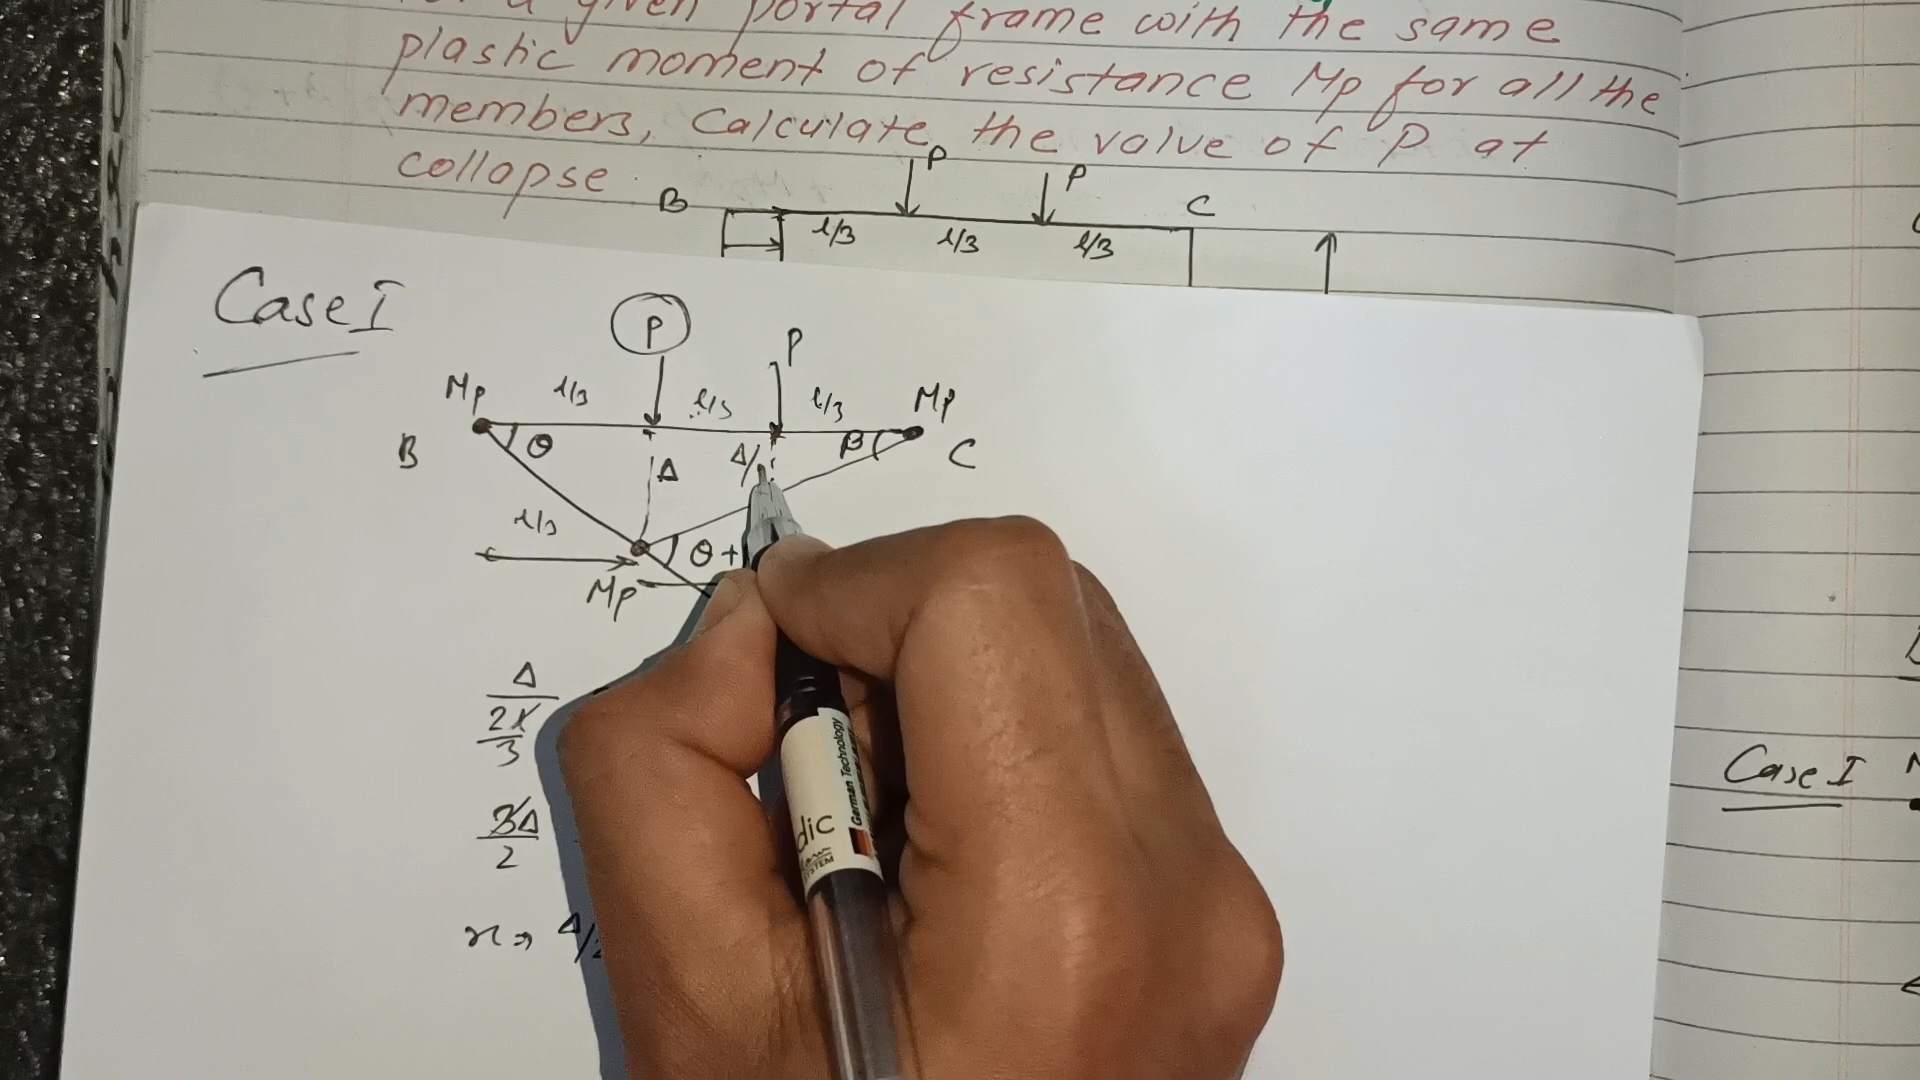 given portal frame with the same
plastic moment of resistance Mp for all the
members, Calculate the value of P at
collapse
P
P
B
C
l/3
l/3
l/3
Case I
P
P
Mp
l/3
l/3
l/3
Mp
B
θ
Δ
Δ/
β
C
l/3
θ+
Mp
Δ
2l
3
3Δ
2
x ⇒ Δ/2
German Technology
dic
Case I